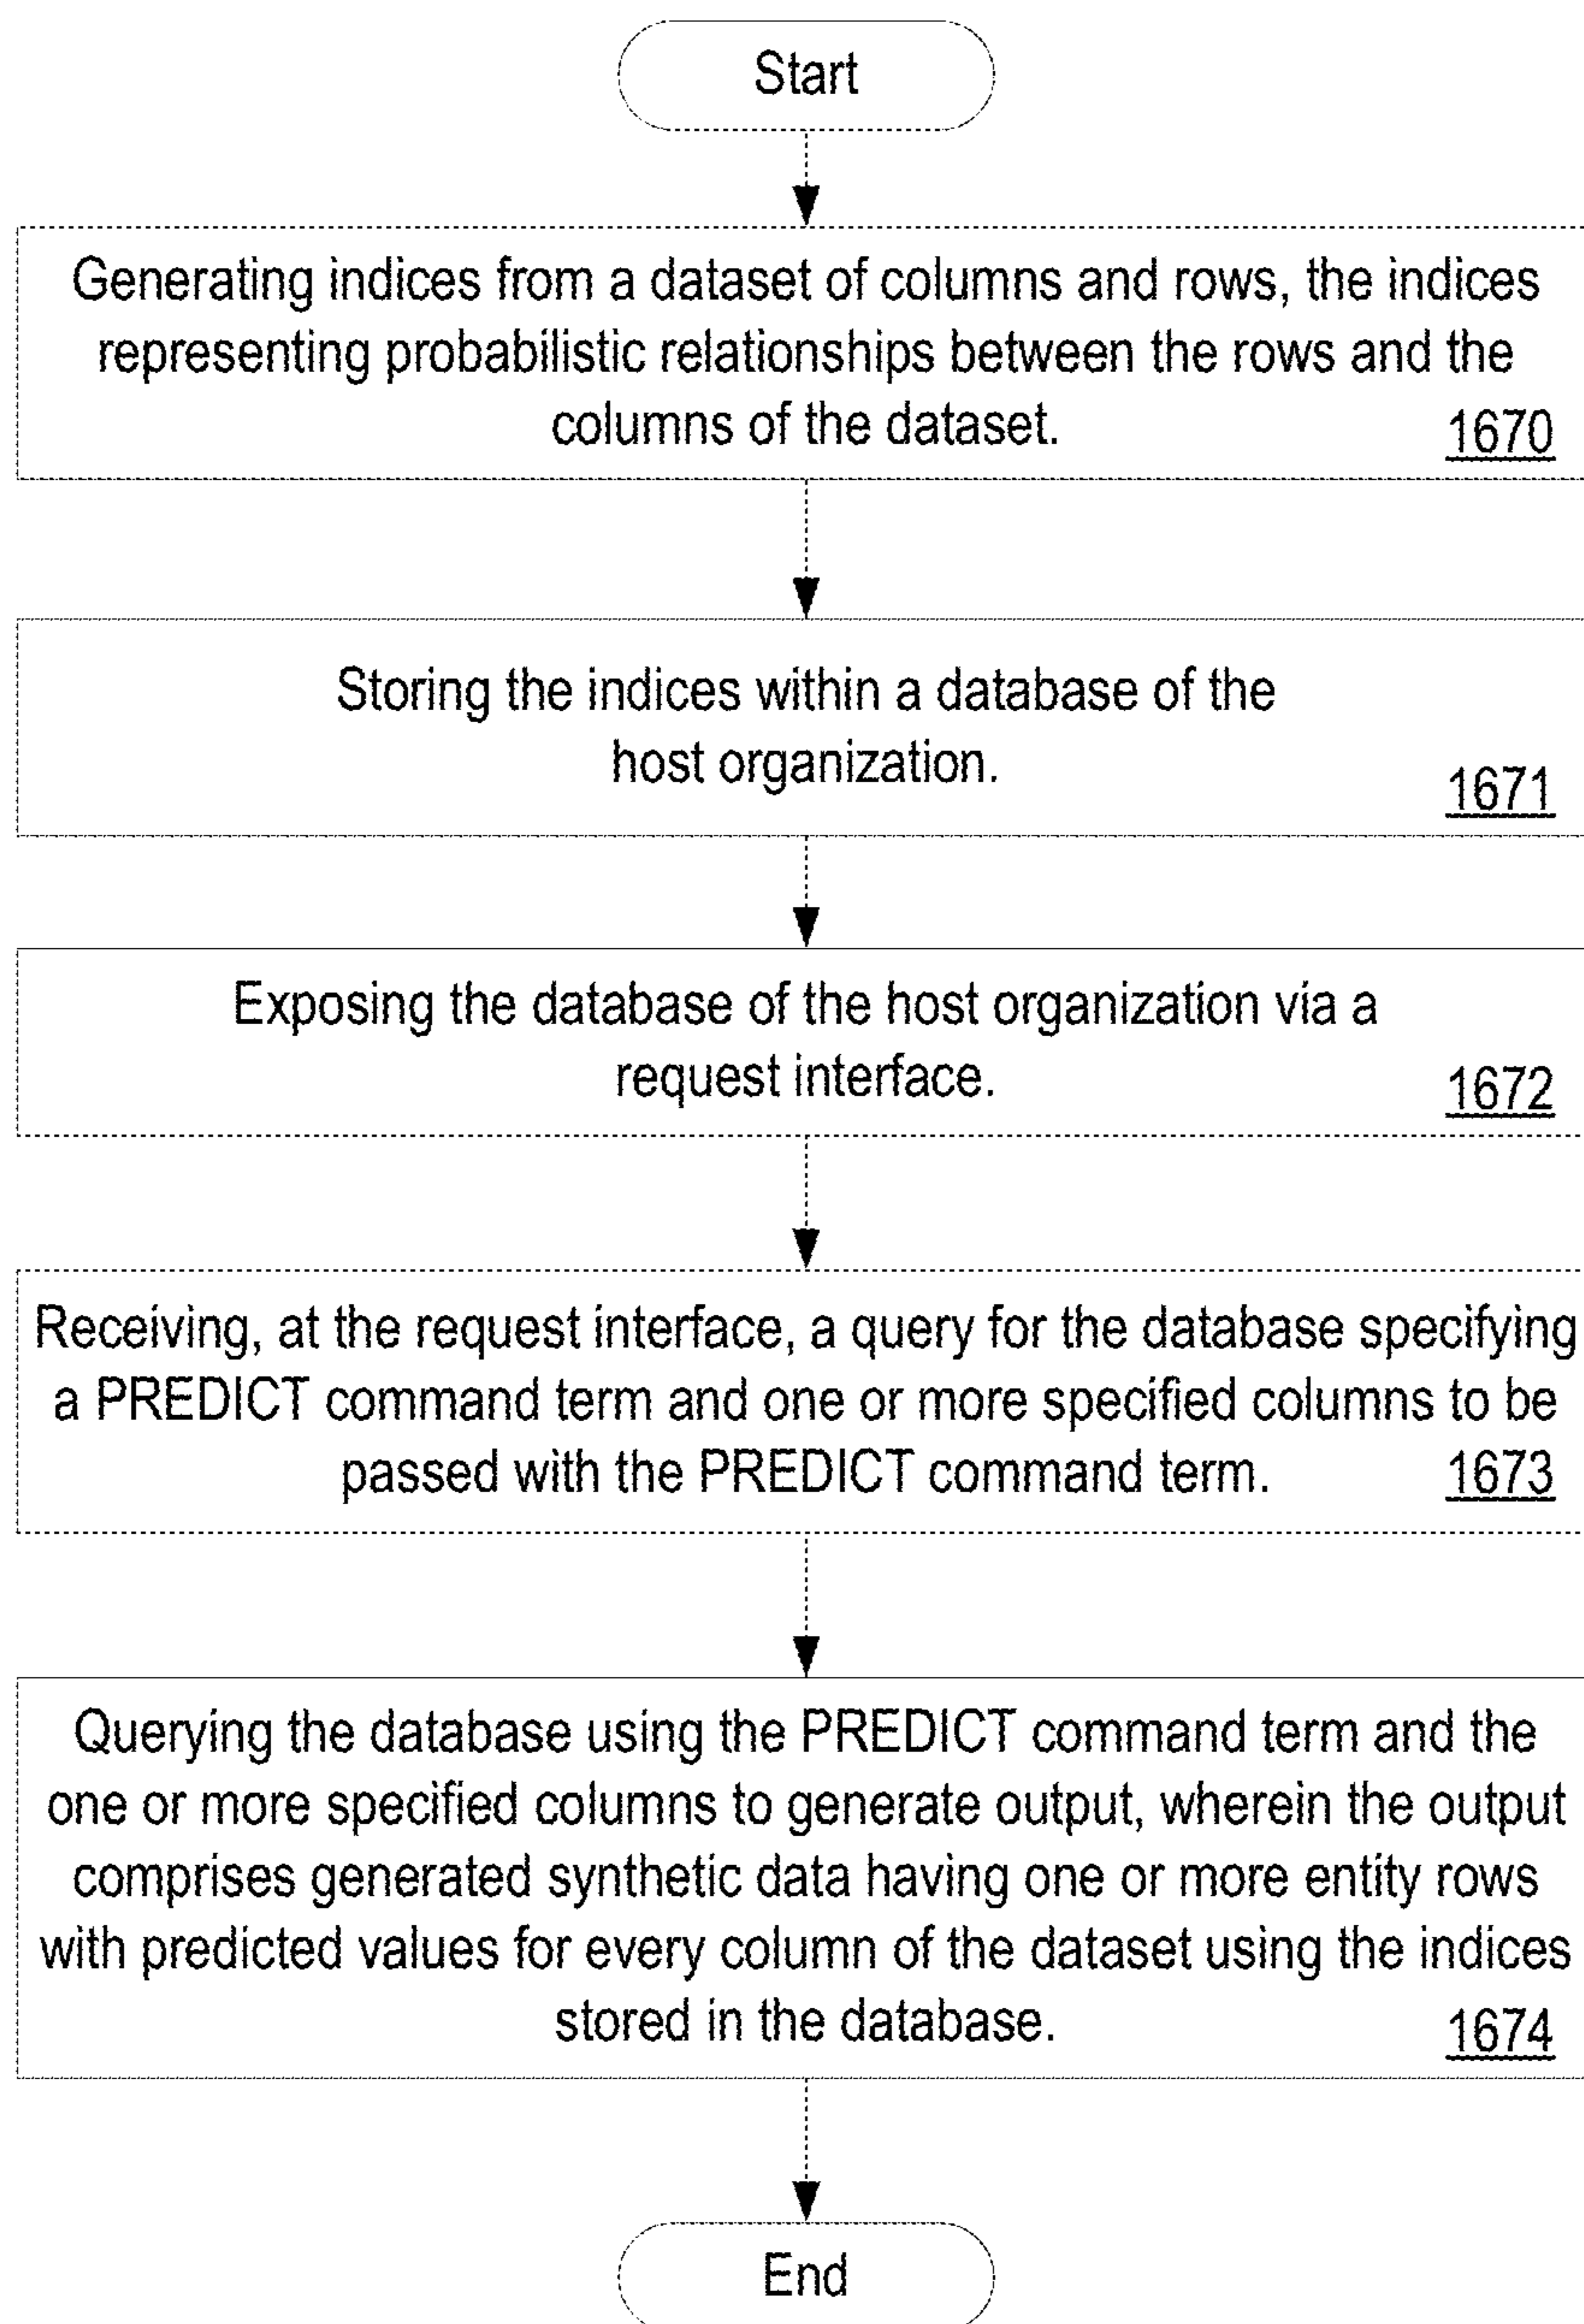 Start
Generating indices from a dataset of columns and rows, the indices
representing probabilistic relationships between the rows and the
columns of the dataset. 1670
Storing the indices within a database of the
host organization. 1671
Exposing the database of the host organization via a
request interface. 1672
Receiving, at the request interface, a query for the database specifying
a PREDICT command term and one or more specified columns to be
passed with the PREDICT command term. 1673
Querying the database using the PREDICT command term and the
one or more specified columns to generate output, wherein the output
comprises generated synthetic data having one or more entity rows
with predicted values for every column of the dataset using the indices
stored in the database. 1674
End